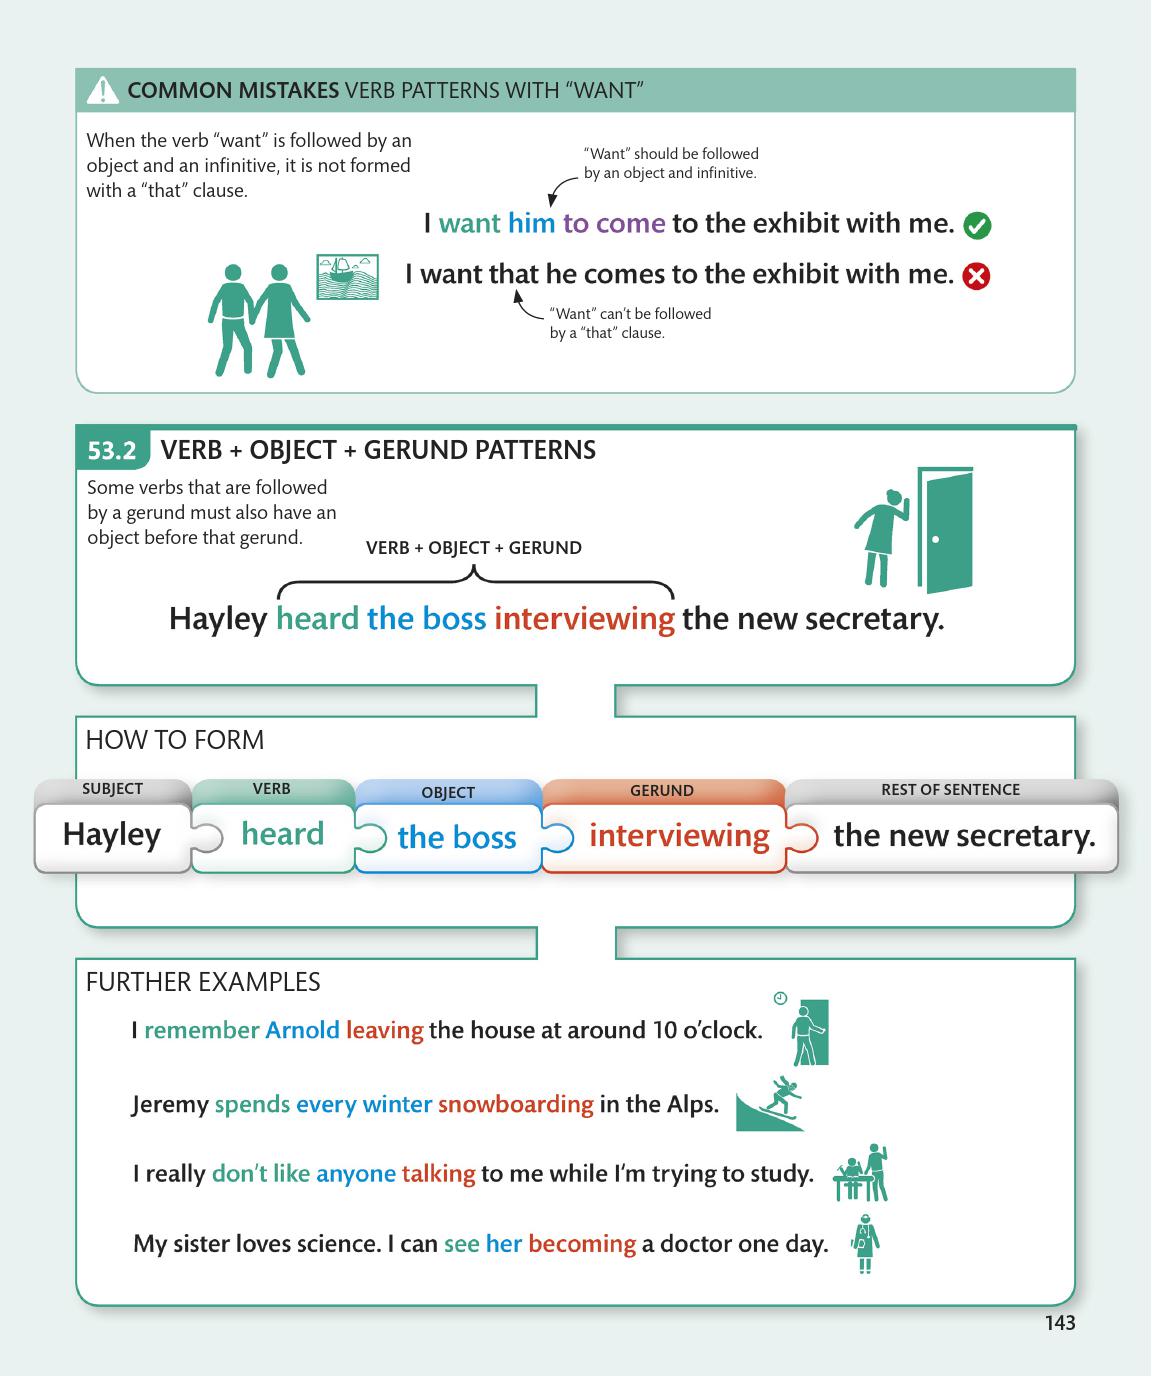 COMMON MISTAKES VERB PATTERNS WITH “WANT”
When the verb “want” is followed by an
object and an infinitive, it is not formed
with a “that” clause.
“Want” should be followed
by an object and infinitive.
I want him to come to the exhibit with me.
I want that he comes to the exhibit with me.
“Want” can’t be followed
by a “that” clause.
53.2 VERB + OBJECT + GERUND PATTERNS
Some verbs that are followed
by a gerund must also have an
object before that gerund.
VERB + OBJECT + GERUND
Hayley heard the boss interviewing the new secretary.
HOW TO FORM
SUBJECT VERB OBJECT GERUND REST OF SENTENCE
Hayley heard the boss interviewing the new secretary.
FURTHER EXAMPLES
I remember Arnold leaving the house at around 10 o’clock.
Jeremy spends every winter snowboarding in the Alps.
I really don’t like anyone talking to me while I’m trying to study.
My sister loves science. I can see her becoming a doctor one day.
143